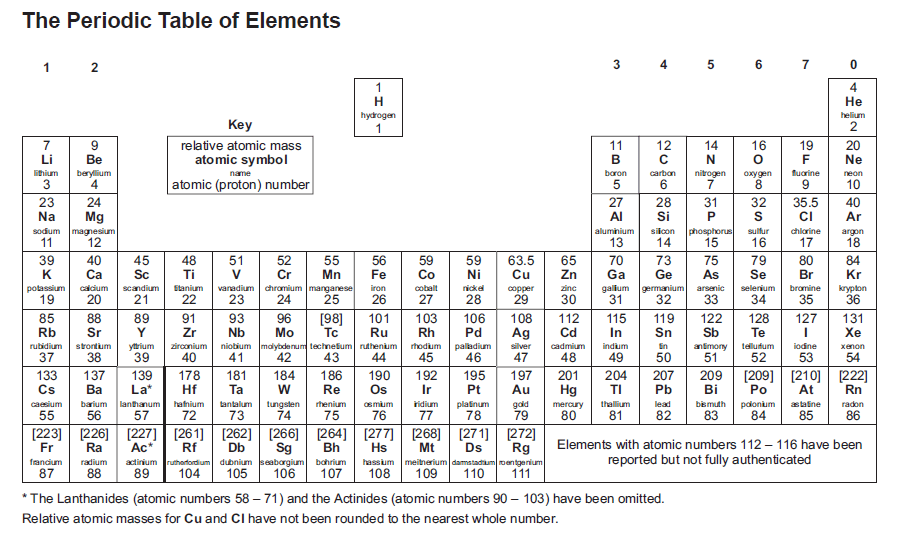 The Periodic Table of Elements
1 2 3 4 5 6 7 0
1 4
H He
hydrogen helium
1 2
Key
relative atomic mass
atomic symbol
name
atomic (proton) number
7 9 11 12 14 16 19 20
Li Be B C N O F Ne
lithium beryllium boron carbon nitrogen oxygen fluorine neon
3 4 5 6 7 8 9 10
23 24 27 28 31 32 35.5 40
Na Mg Al Si P S Cl Ar
sodium magnesium aluminium silicon phosphorus sulfur chlorine argon
11 12 13 14 15 16 17 18
39 40 45 48 51 52 55 56 59 59 63.5 65 70 73 75 79 80 84
K Ca Sc Ti V Cr Mn Fe Co Ni Cu Zn Ga Ge As Se Br Kr
potassium calcium scandium titanium vanadium chromium manganese iron cobalt nickel copper zinc gallium germanium arsenic selenium bromine krypton
19 20 21 22 23 24 25 26 27 28 29 30 31 32 33 34 35 36
85 88 89 91 93 96 [98] 101 103 106 108 112 115 119 122 128 127 131
Rb Sr Y Zr Nb Mo Tc Ru Rh Pd Ag Cd In Sn Sb Te I Xe
rubidium strontium yttrium zirconium niobium molybdenum technetium ruthenium rhodium palladium silver cadmium indium tin antimony tellurium iodine xenon
37 38 39 40 41 42 43 44 45 46 47 48 49 50 51 52 53 54
133 137 139 178 181 184 186 190 192 195 197 201 204 207 209 [209] [210] [222]
Cs Ba La* Hf Ta W Re Os Ir Pt Au Hg Tl Pb Bi Po At Rn
caesium barium lanthanum hafnium tantalum tungsten rhenium osmium iridium platinum gold mercury thallium lead bismuth polonium astatine radon
55 56 57 72 73 74 75 76 77 78 79 80 81 82 83 84 85 86
[223] [226] [227] [261] [262] [266] [264] [277] [268] [271] [272]
Fr Ra Ac* Rf Db Sg Bh Hs Mt Ds Rg
francium radium actinium rutherfordium dubnium seaborgium bohrium hassium meitnerium darmstadtium roentgenium
87 88 89 104 105 106 107 108 109 110 111
Elements with atomic numbers 112 – 116 have been
reported but not fully authenticated
* The Lanthanides (atomic numbers 58 – 71) and the Actinides (atomic numbers 90 – 103) have been omitted.
Relative atomic masses for Cu and Cl have not been rounded to the nearest whole number.